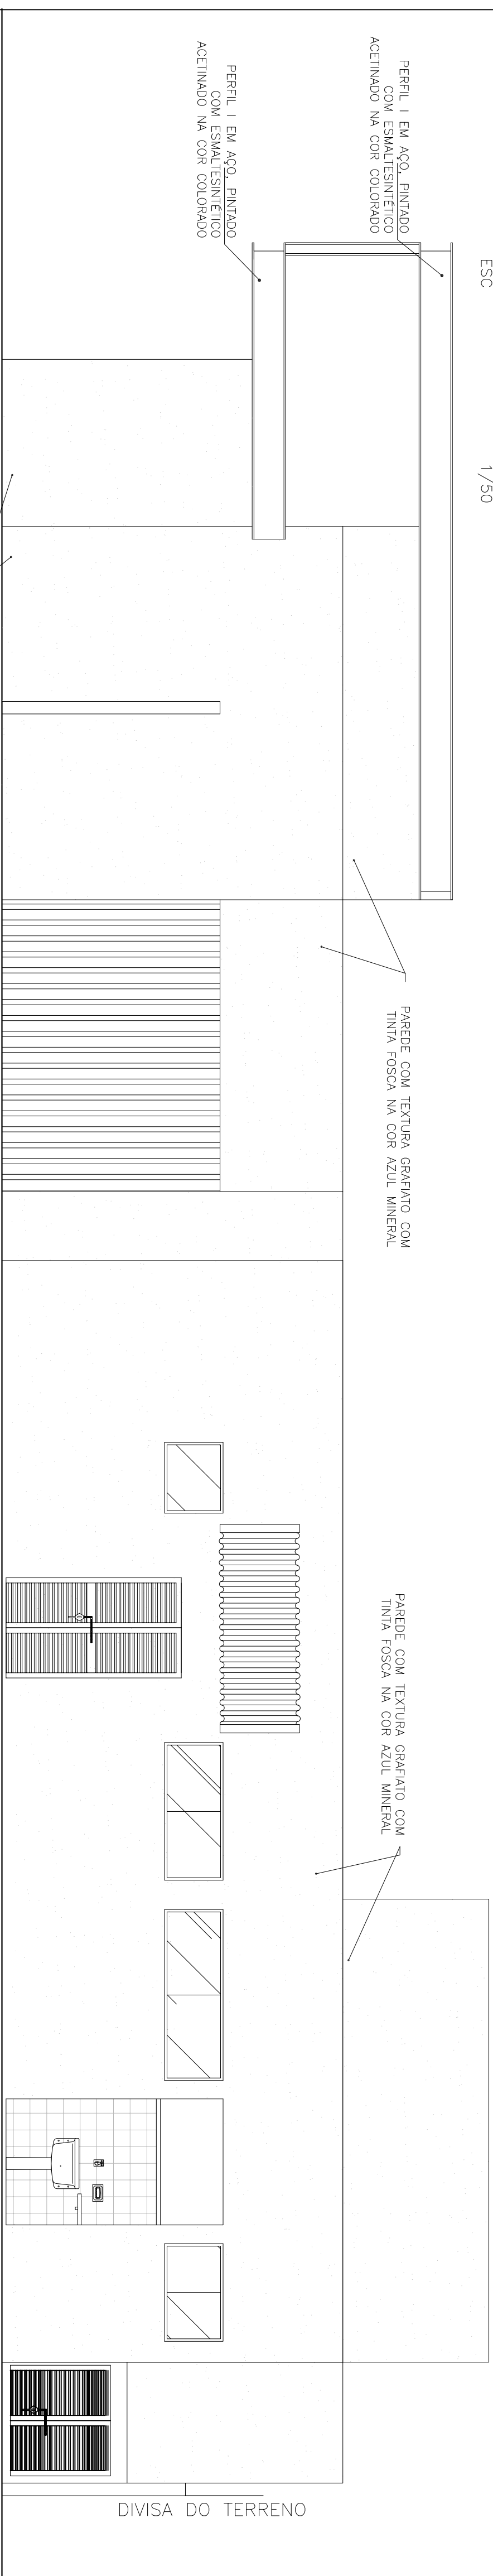 ESC 1/50
PERFIL I EM AÇO, PINTADO
COM ESMALTESINTÉTICO
ACETINADO NA COR COLORADO
PERFIL I EM AÇO, PINTADO
COM ESMALTESINTÉTICO
ACETINADO NA COR COLORADO
PAREDE COM TEXTURA GRAFIATO COM
TINTA FOSCA NA COR AZUL MINERAL
PAREDE COM TEXTURA GRAFIATO COM
TINTA FOSCA NA COR AZUL MINERAL
DIVISA DO TERRENO